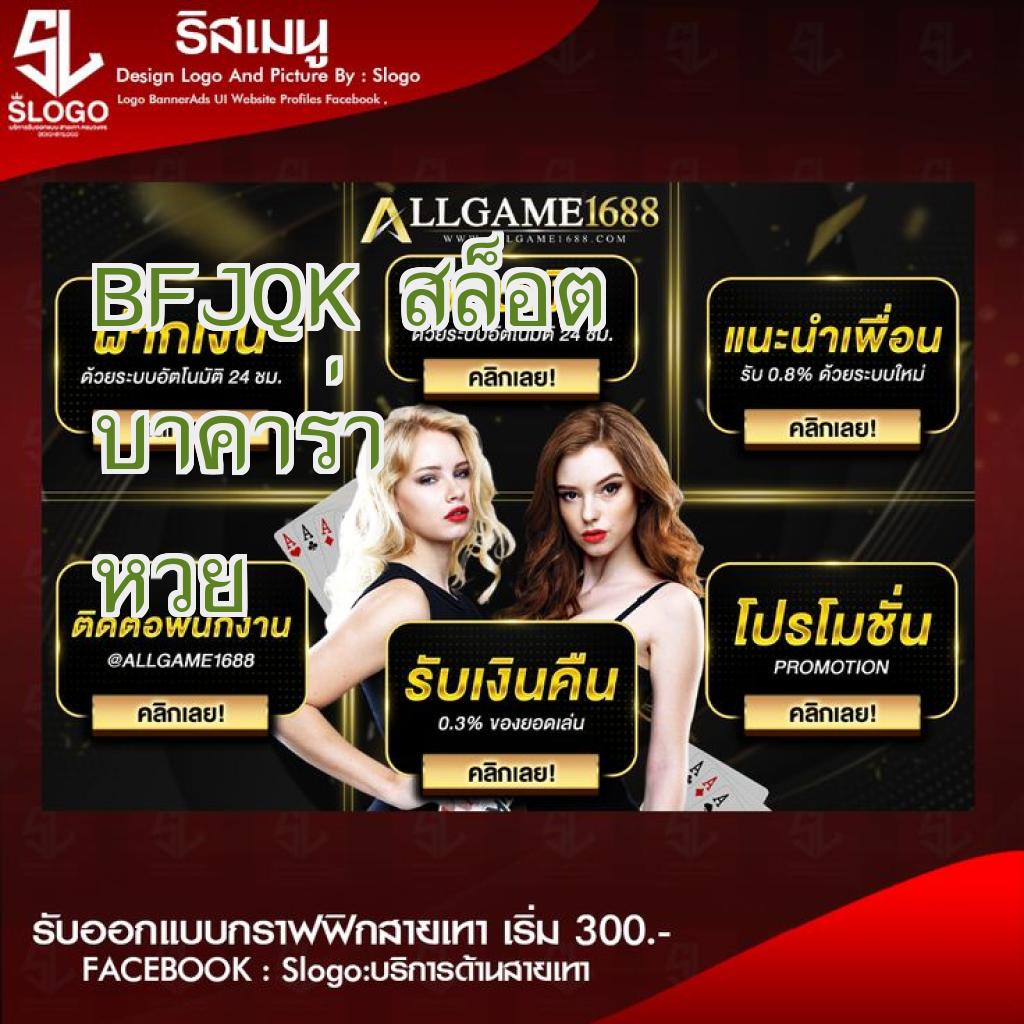 SLOGO
ริสเมนู
Design Logo And Picture By : Slogo
Logo BannerAds UI Website Profiles Facebook .
ALLGAME1688
BFJQK สล็อต
บาคาร่า
หวย
ฝากเงิน
ด้วยระบบอัตโนมัติ 24 ชม.
ด้วยระบบอัตโนมัติ 24 ชม.
คลิกเลย!
แนะนำเพื่อน
รับ 0.8% ด้วยระบบใหม่
คลิกเลย!
ติดต่อพนักงาน
@ALLGAME1688
คลิกเลย!
รับเงินคืน
0.3% ของยอดเล่น
คลิกเลย!
โปรโมชั่น
PROMOTION
คลิกเลย!
รับออกแบบกราฟฟิกสายเทา เริ่ม 300.-
FACEBOOK : Slogo:บริการด้านสายเทา